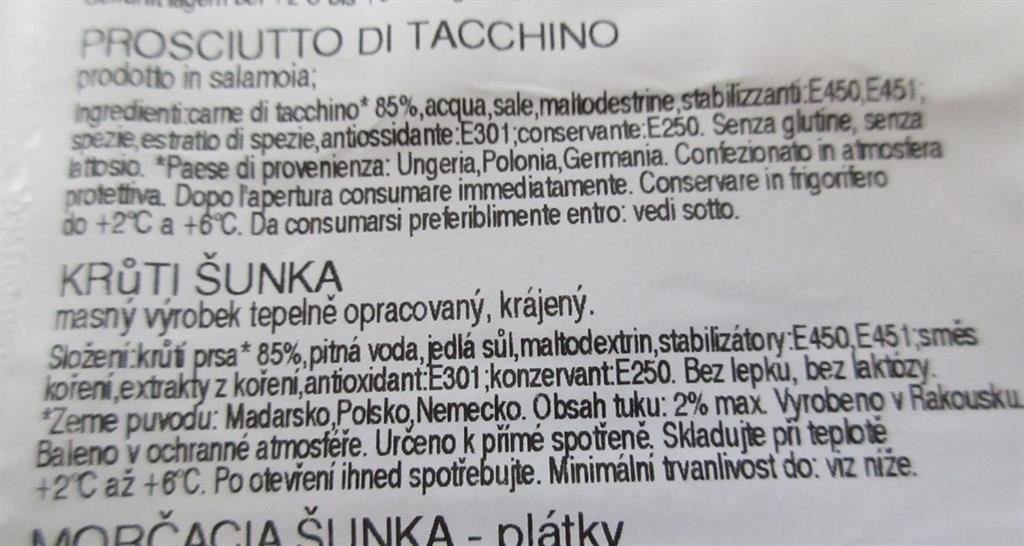 PROSCIUTTO DI TACCHINO
prodotto in salamoia;
Ingredienti:carne di tacchino* 85%,acqua,sale,maltodestrine,stabilizzanti:E450,E451;
spezie,estratto di spezie,antiossidante:E301;conservante:E250. Senza glutine, senza
lattosio. *Paese di provenienza: Ungeria,Polonia,Germania. Confezionato in atmosfera
protettiva. Dopo l'apertura consumare immediatamente. Conservare in frigorifero
do +2°C a +6°C. Da consumarsi preferiblimente entro: vedi sotto.
KRůTI ŠUNKA
masný výrobek tepelně opracovaný, krájený.
Složení:krůtí prsa* 85%,pitná voda,jedlá sůl,maltodextrin,stabilizátory:E450,E451;směs
koření,extrakty z koření,antioxidant:E301;konzervant:E250. Bez lepku, bez laktózy.
*Zeme puvodu: Madarsko,Polsko,Nemecko. Obsah tuku: 2% max. Vyrobeno v Rakousku.
Baleno v ochranné atmosféře. Určeno k přímé spotřeně. Skladujte při teplotě
+2°C až +6°C. Po otevření ihned spotřebujte. Minimální trvanlivost do: viz níže.
MORČACIA ŠUNKA - plátky